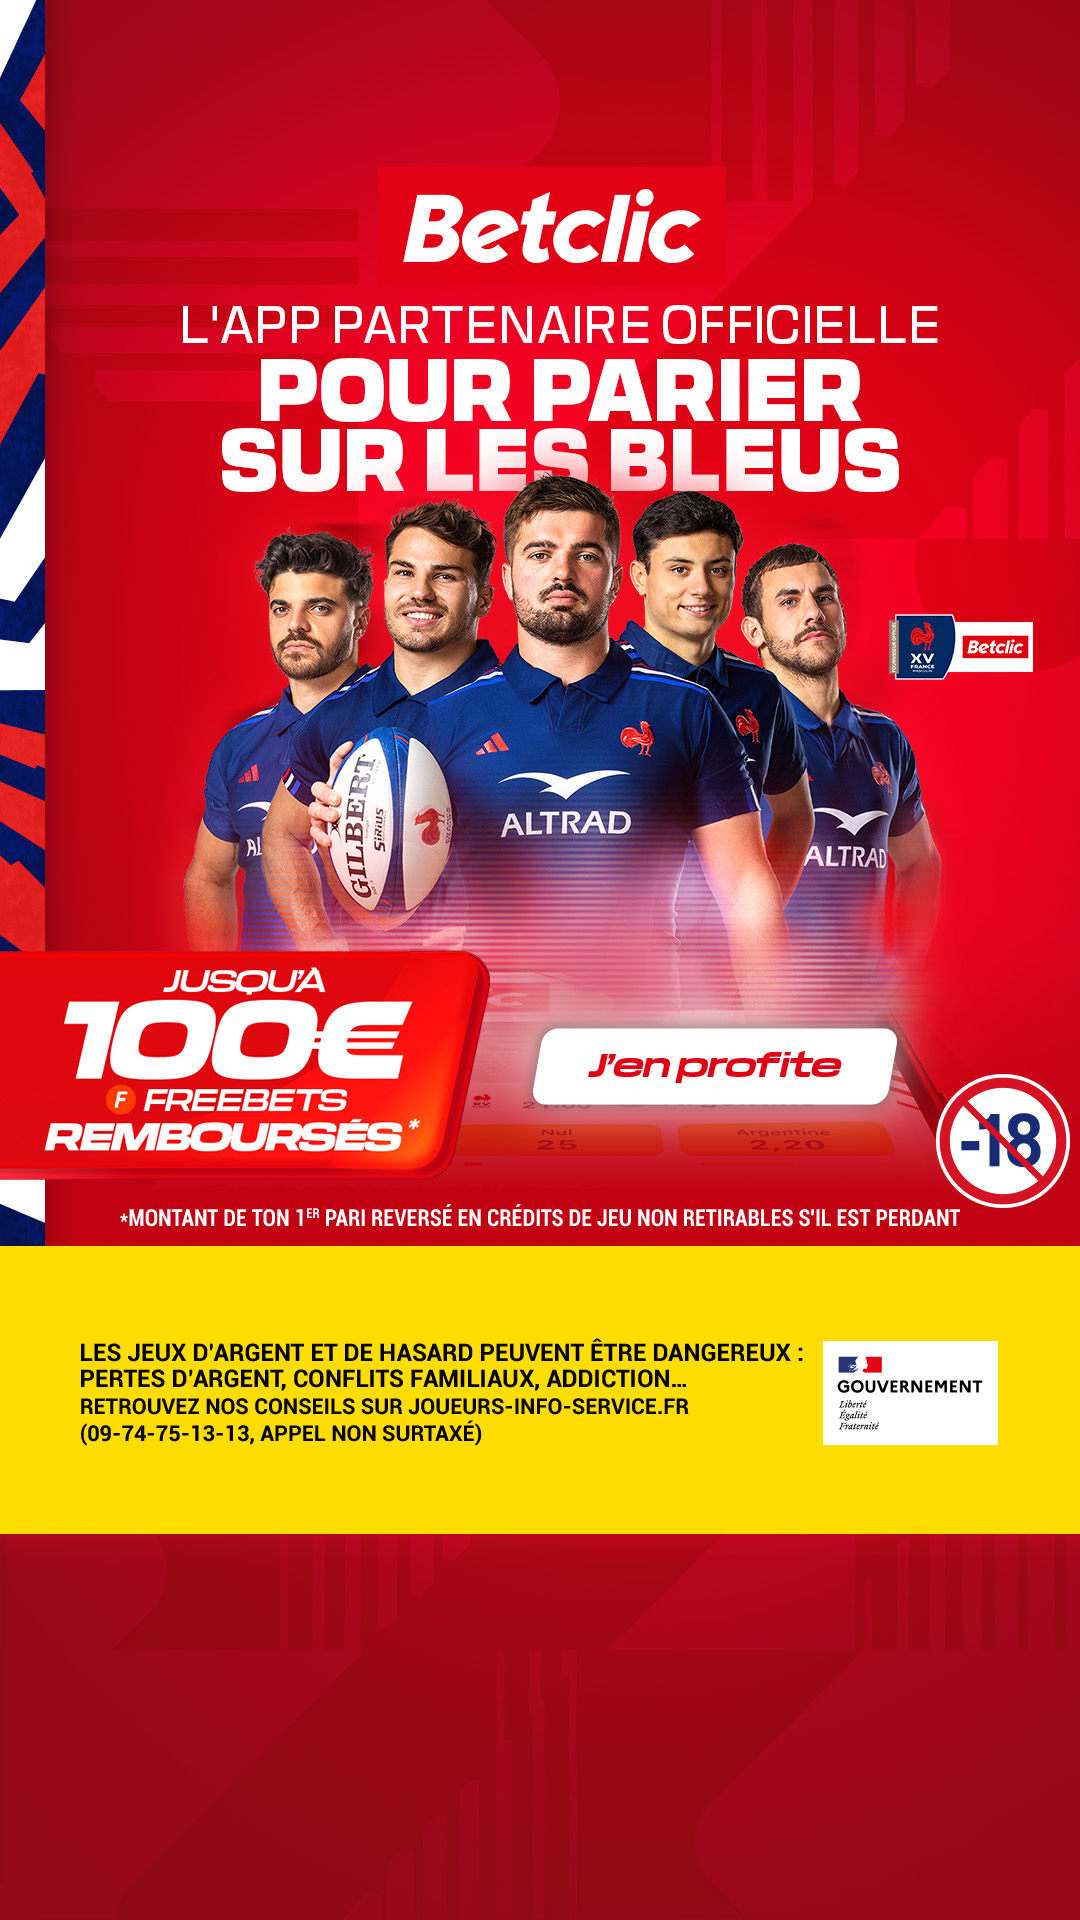 Betclic
L'APP PARTENAIRE OFFICIELLE
POUR PARIER
SUR LES BLEUS
XV
FRANCE
MASCULIN
Betclic
GILBERT
SIRIUS
ALTRAD
AL
ALTRAD
JUSQU'À
100€
F FREEBETS
REMBOURSÉS*
J'en profite
Nul
25
Argentine
2,20
-18
*MONTANT DE TON 1ER PARI REVERSÉ EN CRÉDITS DE JEU NON RETIRABLES S'IL EST PERDANT
LES JEUX D'ARGENT ET DE HASARD PEUVENT ÊTRE DANGEREUX :
PERTES D'ARGENT, CONFLITS FAMILIAUX, ADDICTION...
RETROUVEZ NOS CONSEILS SUR JOUEURS-INFO-SERVICE.FR
(09-74-75-13-13, APPEL NON SURTAXÉ)
GOUVERNEMENT
Liberté
Égalité
Fraternité